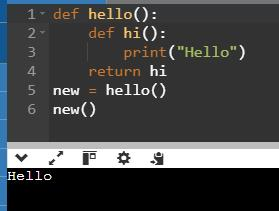 1 def hello():
2     def hi():
3         print("Hello")
4     return hi
5 new = hello()
6 new()
Hello